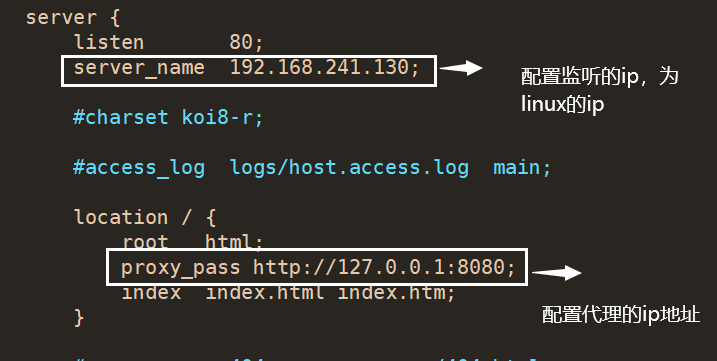 server {
listen 80;
server_name 192.168.241.130;
配置监听的ip，为
linux的ip
#charset koi8-r;
#access_log logs/host.access.log main;
location / {
root html;
proxy_pass http://127.0.0.1:8080;
index index.html index.htm;
配置代理的ip地址
}